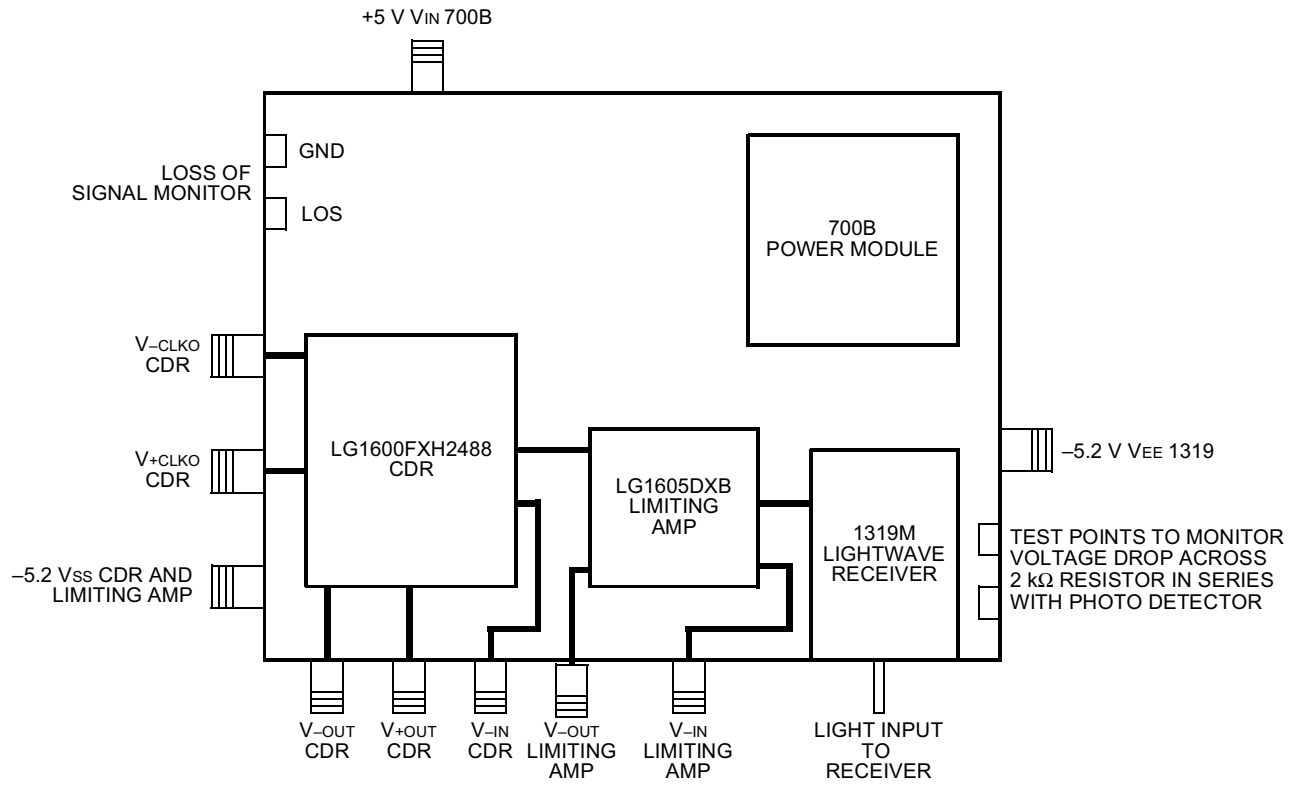 +5 V VIN 700B
GND
LOSS OF
SIGNAL MONITOR
LOS
700B
POWER MODULE
V–CLKO
CDR
LG1600FXH2488
CDR
V+CLKO
CDR
LG1605DXB
LIMITING
AMP
–5.2 V VEE 1319
1319M
LIGHTWAVE
RECEIVER
TEST POINTS TO MONITOR
VOLTAGE DROP ACROSS
2 kΩ RESISTOR IN SERIES
WITH PHOTO DETECTOR
–5.2 VSS CDR AND
LIMITING AMP
V–OUT
CDR
V+OUT
CDR
V–IN
CDR
V–OUT
LIMITING
AMP
V–IN
LIMITING
AMP
LIGHT INPUT
TO
RECEIVER